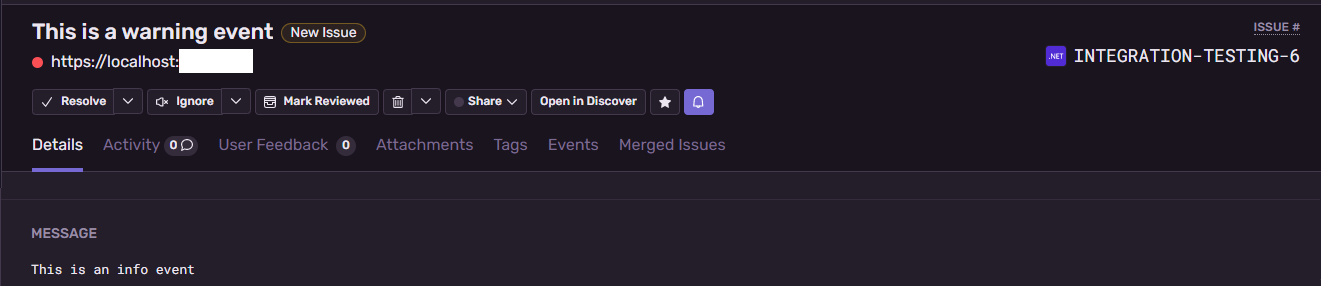 This is a warning event New Issue ISSUE #
https://localhost: .NET INTEGRATION-TESTING-6
Resolve Ignore Mark Reviewed Share Open in Discover
Details Activity 0 User Feedback 0 Attachments Tags Events Merged Issues
MESSAGE
This is an info event